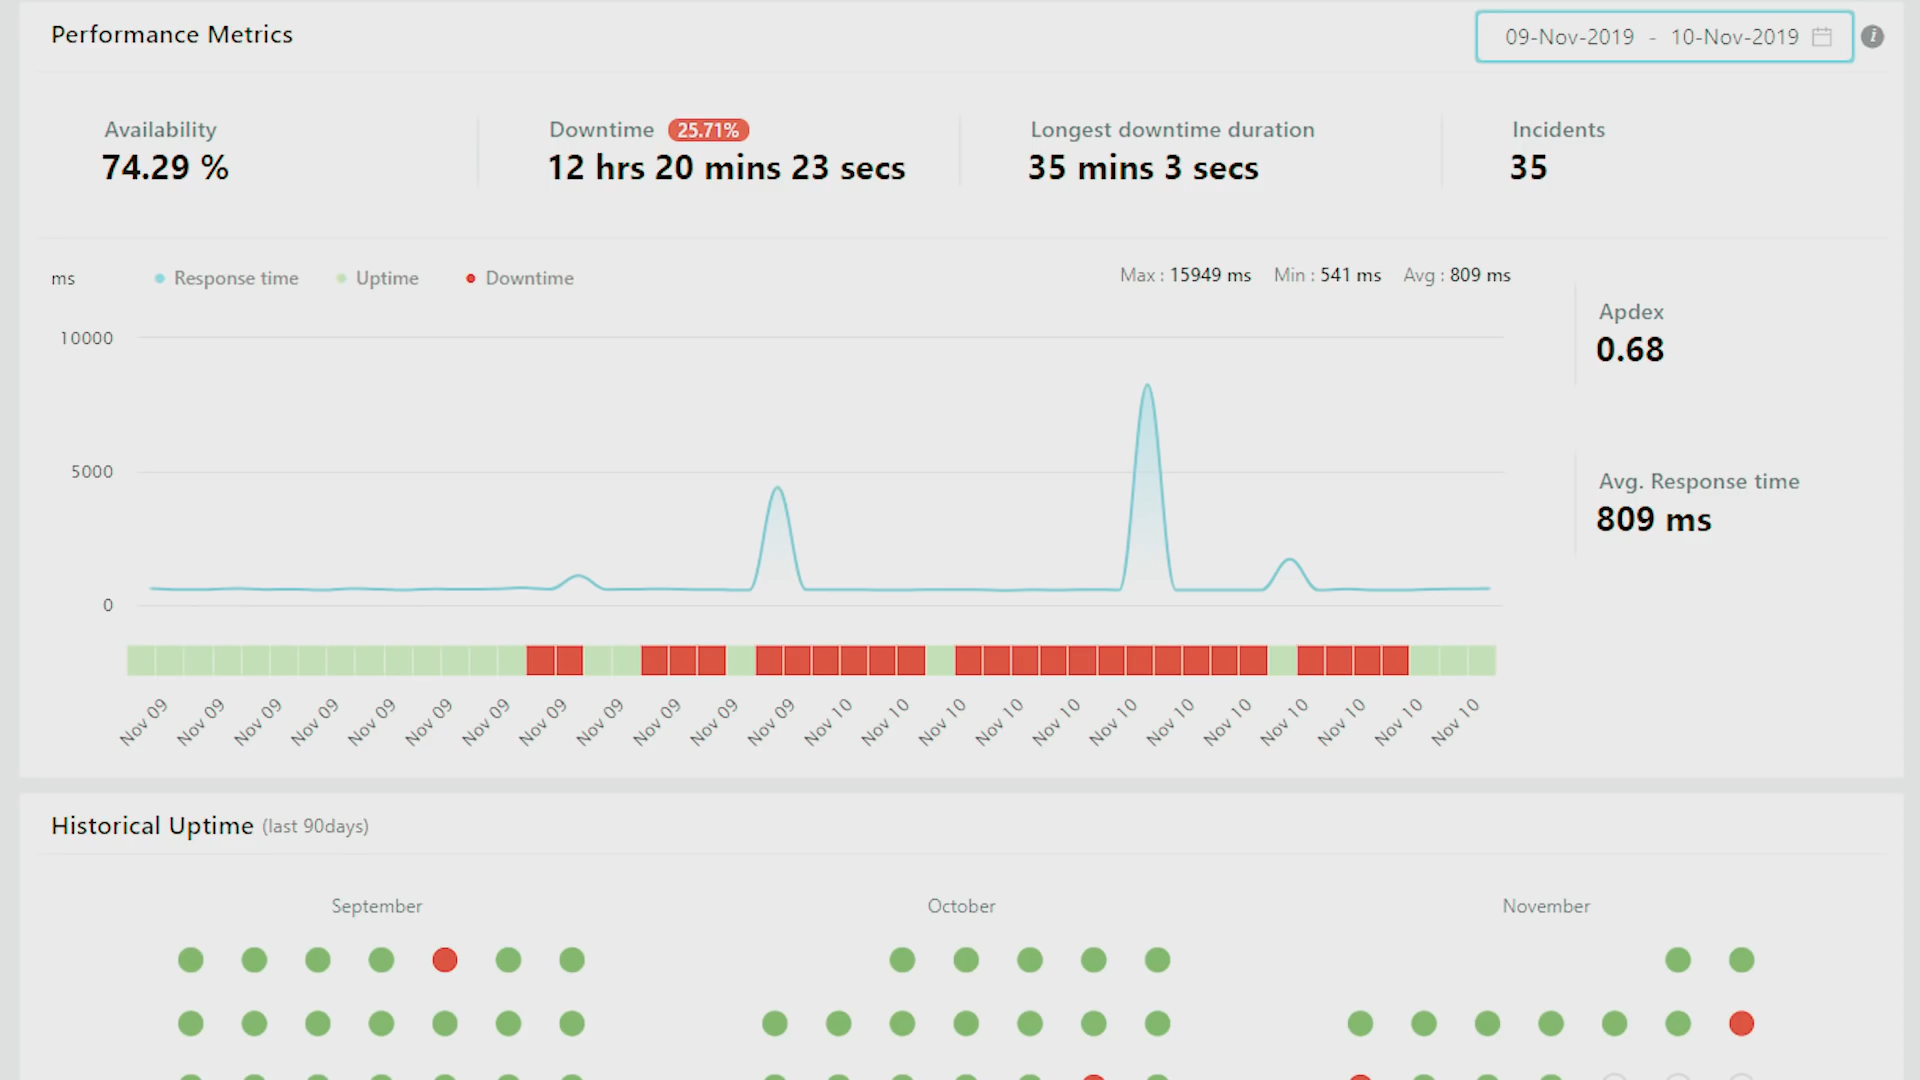 Performance Metrics
09-Nov-2019 - 10-Nov-2019
i
Availability
74.29 %
Downtime 25.71%
12 hrs 20 mins 23 secs
Longest downtime duration
35 mins 3 secs
Incidents
35
ms
Response time
Uptime
Downtime
Max : 15949 ms Min : 541 ms Avg : 809 ms
10000
5000
0
Nov 09
Nov 09
Nov 09
Nov 09
Nov 09
Nov 09
Nov 09
Nov 09
Nov 09
Nov 09
Nov 09
Nov 09
Nov 10
Nov 10
Nov 10
Nov 10
Nov 10
Nov 10
Nov 10
Nov 10
Nov 10
Nov 10
Nov 10
Nov 10
Apdex
0.68
Avg. Response time
809 ms
Historical Uptime (last 90days)
September
October
November